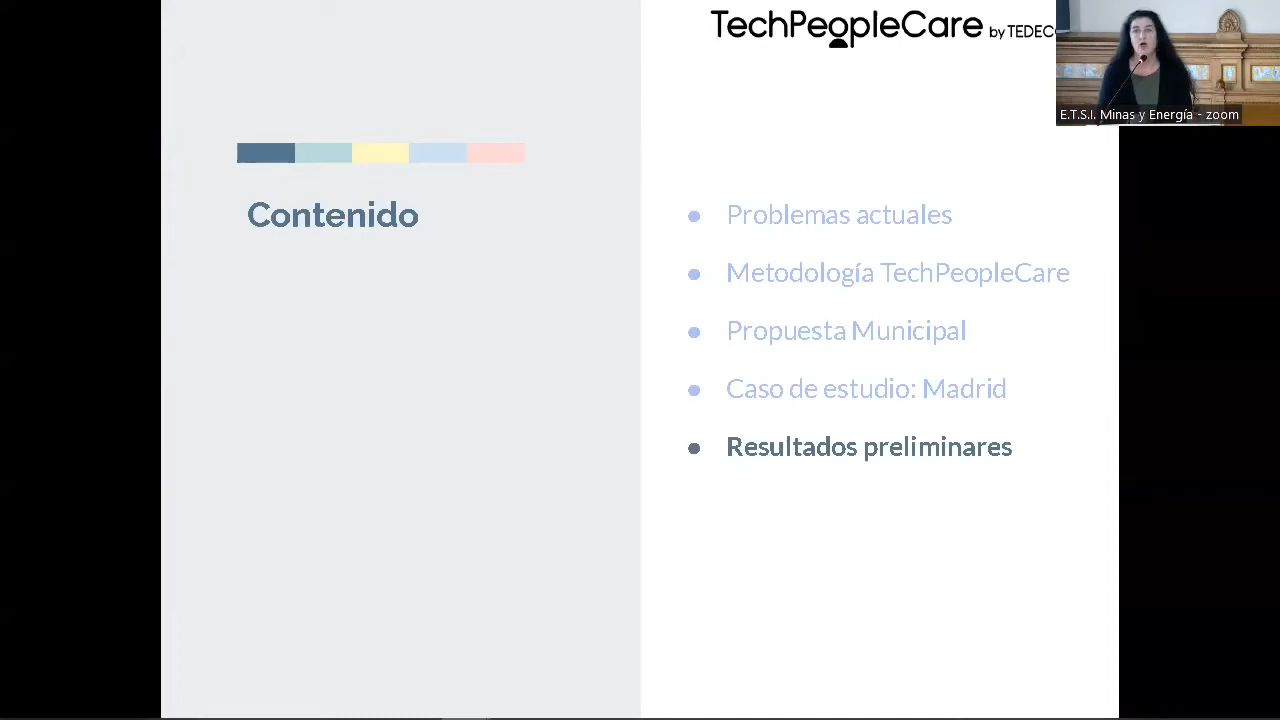 TechPeopleCare by TEDEC
E.T.S.I. Minas y Energía - zoom
Contenido
● Problemas actuales
● Metodología TechPeopleCare
● Propuesta Municipal
● Caso de estudio: Madrid
● Resultados preliminares